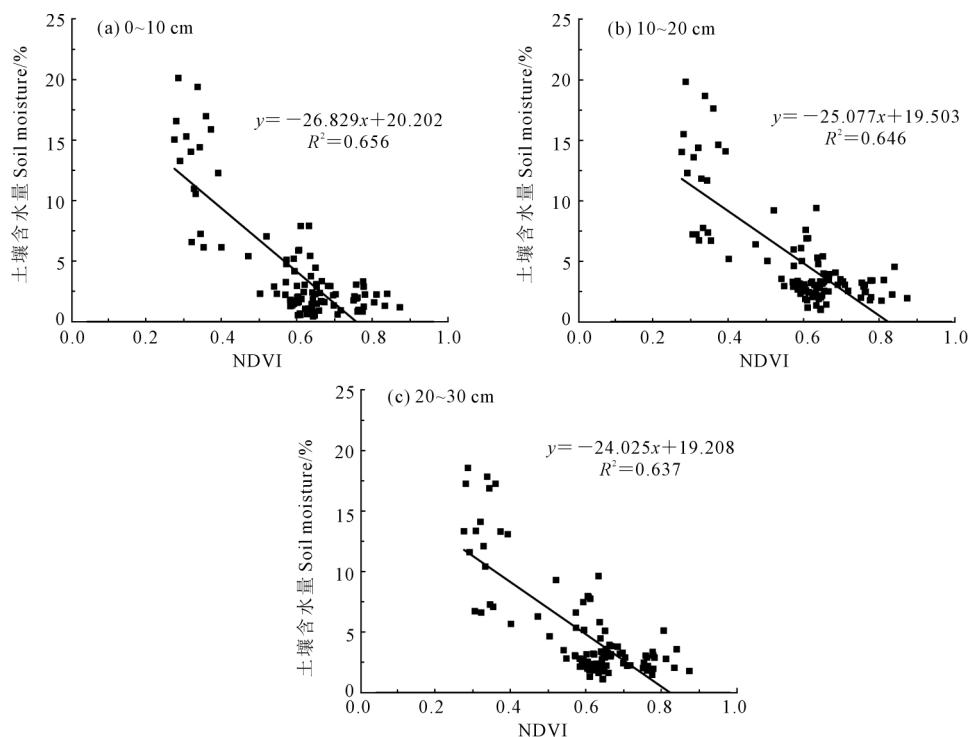 (a) 0~10 cm
25
20
15
10
5
0
土壤含水量 Soil moisture/%
y= −26.829x+20.202
R²=0.656
0.0 0.2 0.4 0.6 0.8 1.0
NDVI
(b) 10~20 cm
25
20
15
10
5
0
土壤含水量 Soil moisture/%
y= −25.077x+19.503
R²=0.646
0.0 0.2 0.4 0.6 0.8 1.0
NDVI
(c) 20~30 cm
25
20
15
10
5
0
土壤含水量 Soil moisture/%
y= −24.025x+19.208
R²=0.637
0.0 0.2 0.4 0.6 0.8 1.0
NDVI